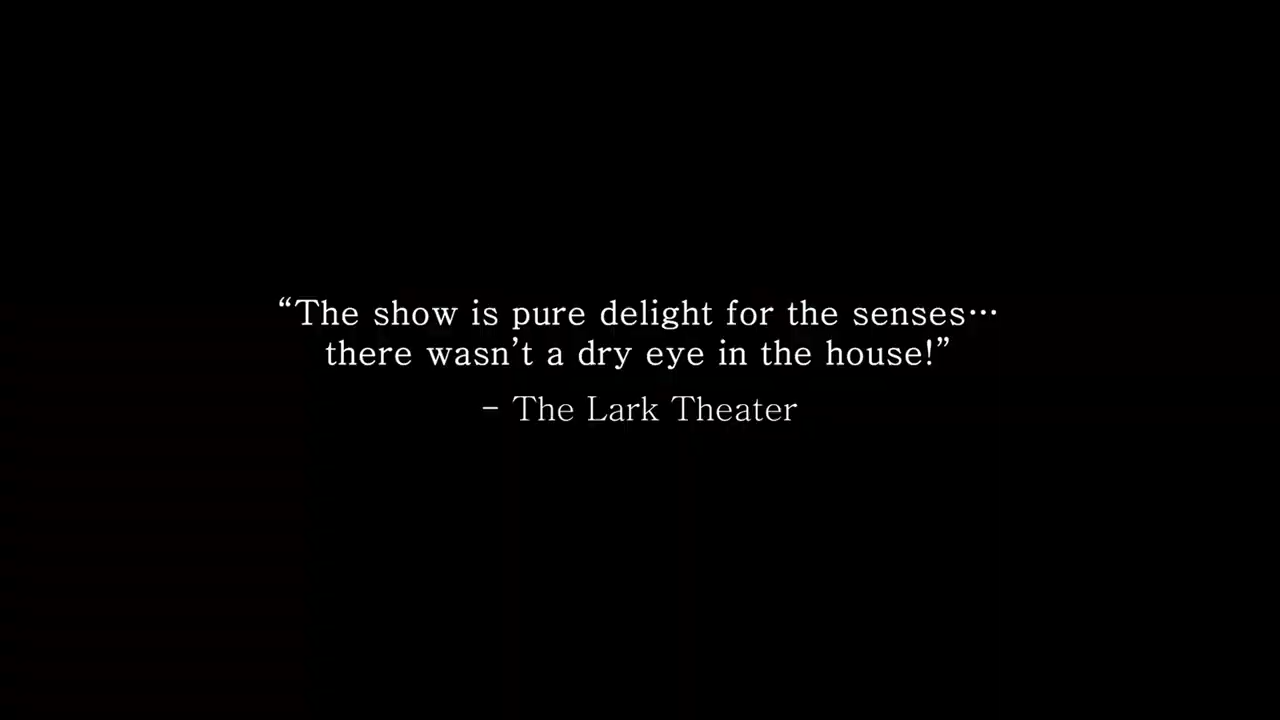 “The show is pure delight for the senses…
there wasn’t a dry eye in the house!”
– The Lark Theater